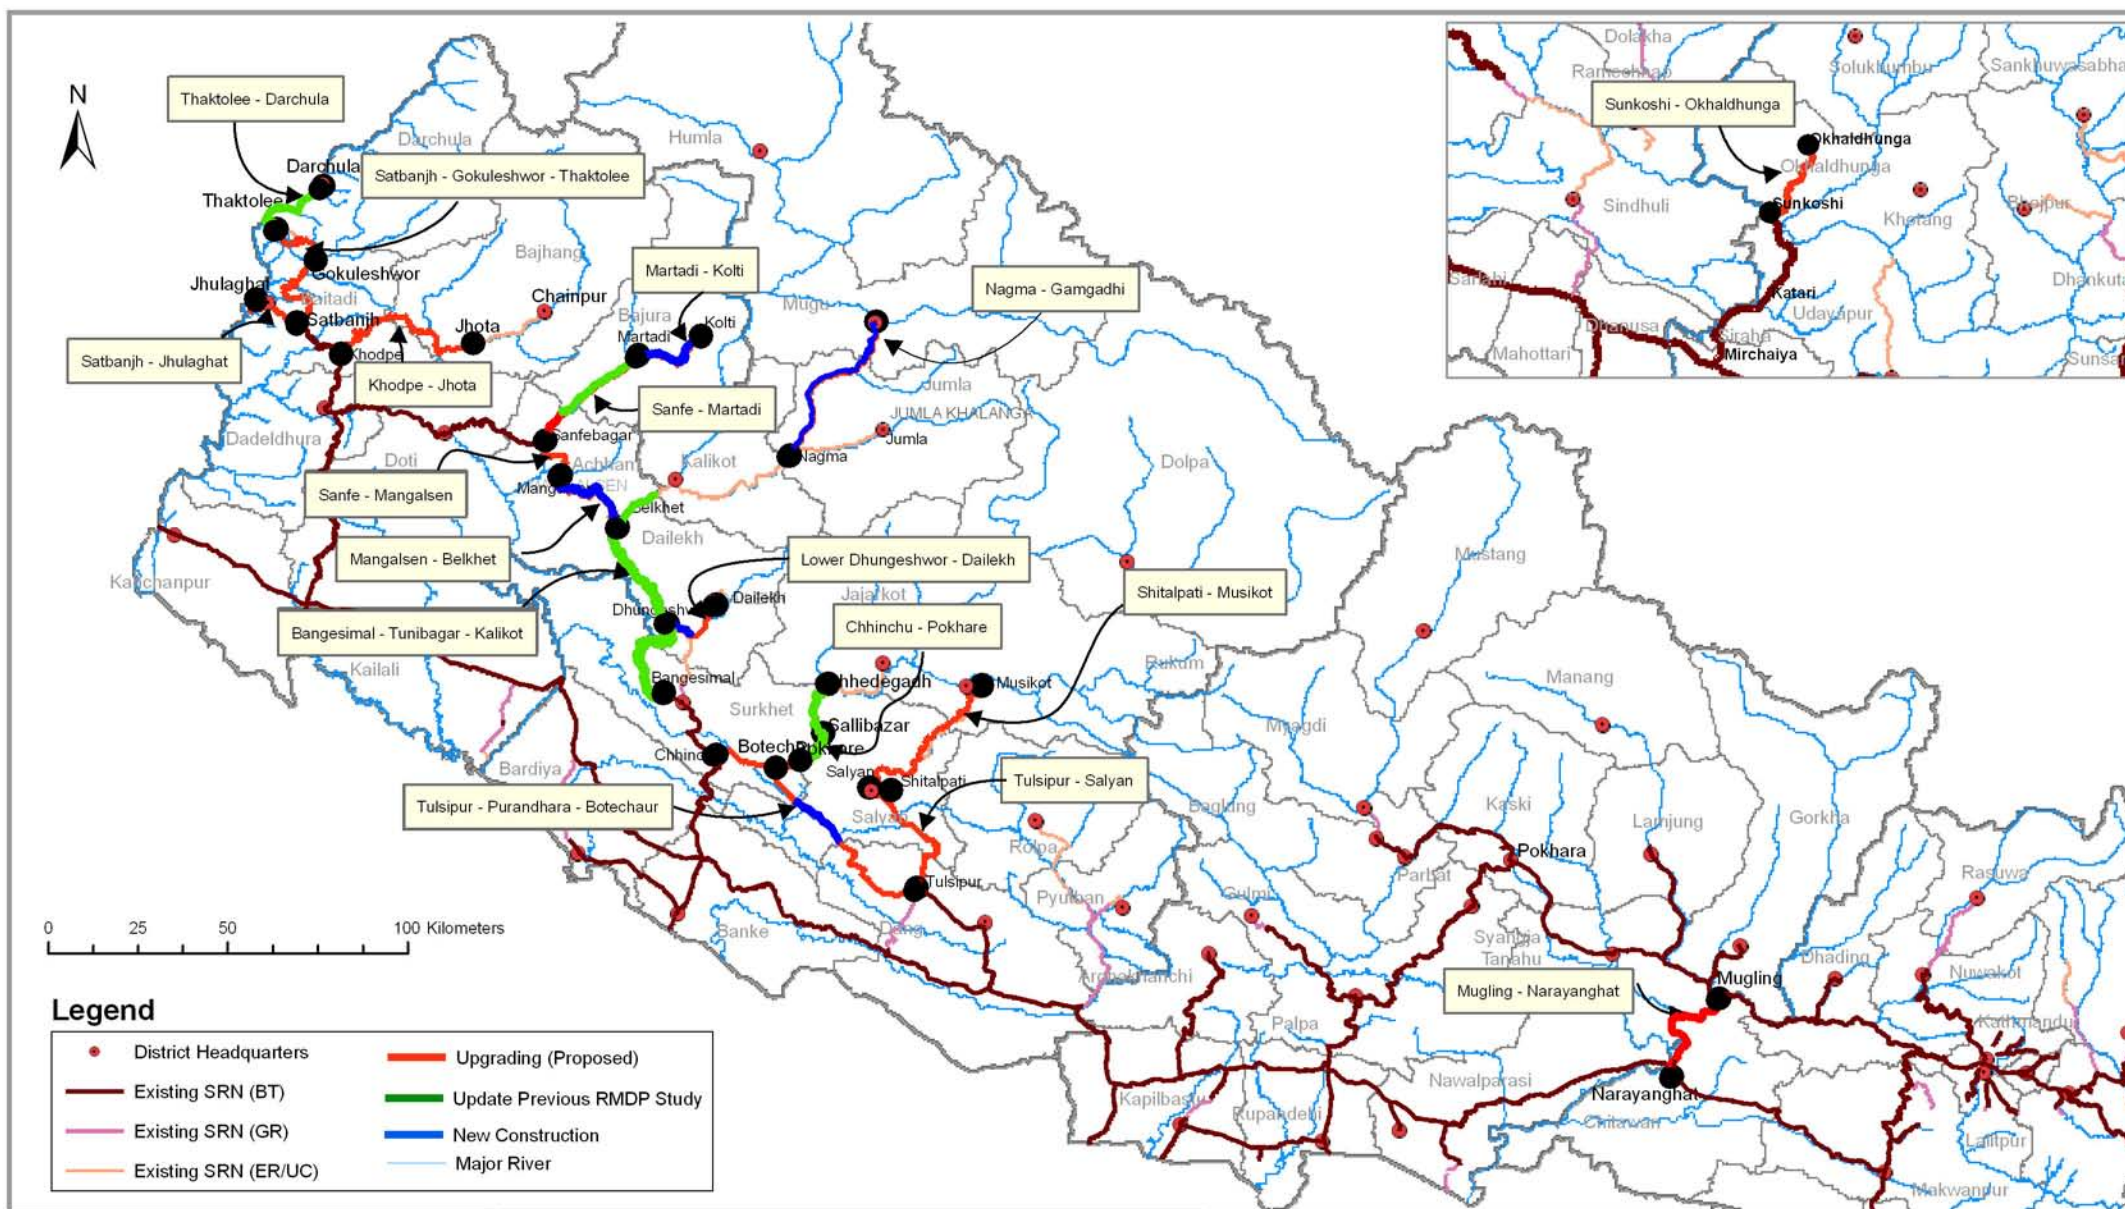 N
Thaktolee - Darchula
Darchula
Humla
Darchula
Satbanjh - Gokuleshwor - Thaktolee
Thaktolee
Bajhang
Gokuleshwor
Jhulaghat
Baitadi
Chainpur
Satbanjh
Jhota
Khodpe
Satbanjh - Jhulaghat
Khodpe - Jhota
Martadi - Kolti
Bajura
Kolti
Martadi
Mugu
Nagma - Gamgadhi
Sanfe - Martadi
Jumla
JUMLA KHALANGA
Jumla
Sanfebagar
Dadeldhura
Doti
Achham
Kalikot
Nagma
Dolpa
Sanfe - Mangalsen
Belkhet
Dailekh
Mangalsen - Belkhet
Lower Dhungeshwor - Dailekh
Mustang
Kanchanpur
Dailekh
Jajarkot
Shitalpati - Musikot
Bangesimal - Tunibagar - Kalikot
Chhinchu - Pokhare
Kailali
Bangesimal
Surkhet
Rukum
Musikot
Manang
Myagdi
Sallibazar
Bardiya
Salyan
Shitalpati
Tulsipur - Salyan
Tulsipur - Purandhara - Botechaur
Salyan
Baglung
Kaski
Lamjung
Gorkha
Rolpa
Pokhara
Parbat
Rasuwa
Tulsipur
Pyuthan
Gulmi
0 25 50 100 Kilometers
Banke
Dang
Syangja
Tanahu
Arghakhanchi
Dhading
Nuwakot
Mugling - Narayanghat
Mugling
Palpa
Kathmandu
Nawalparasi
Kapilbastu
Rupandehi
Narayanghat
Chitawan
Lalitpur
Makwanpur
Dolakha
Ramechhap
Solukhumbu
Sankhuwasabha
Sunkoshi - Okhaldhunga
Okhaldhunga
Okhaldhunga
Sindhuli
Sunkoshi
Khotang
Bhojpur
Sarlahi
Katari
Udayapur
Dhanusa
Siraha
Mahottari
Mirchaiya
Legend
District Headquarters
Existing SRN (BT)
Existing SRN (GR)
Existing SRN (ER/UC)
Upgrading (Proposed)
Update Previous RMDP Study
New Construction
Major River